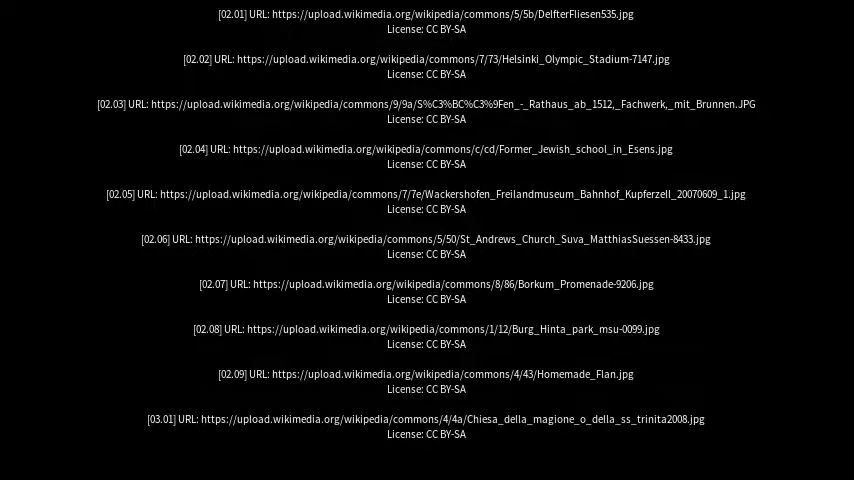 [02.01] URL: https://upload.wikimedia.org/wikipedia/commons/5/5b/DelfterFliesen535.jpg
License: CC BY-SA
[02.02] URL: https://upload.wikimedia.org/wikipedia/commons/7/73/Helsinki_Olympic_Stadium-7147.jpg
License: CC BY-SA
[02.03] URL: https://upload.wikimedia.org/wikipedia/commons/9/9a/S%C3%BC%C3%9Fen_-_Rathaus_ab_1512,_Fachwerk,_mit_Brunnen.JPG
License: CC BY-SA
[02.04] URL: https://upload.wikimedia.org/wikipedia/commons/c/cd/Former_Jewish_school_in_Esens.jpg
License: CC BY-SA
[02.05] URL: https://upload.wikimedia.org/wikipedia/commons/7/7e/Wackershofen_Freilandmuseum_Bahnhof_Kupferzell_20070609_1.jpg
License: CC BY-SA
[02.06] URL: https://upload.wikimedia.org/wikipedia/commons/5/50/St_Andrews_Church_Suva_MatthiasSuessen-8433.jpg
License: CC BY-SA
[02.07] URL: https://upload.wikimedia.org/wikipedia/commons/8/86/Borkum_Promenade-9206.jpg
License: CC BY-SA
[02.08] URL: https://upload.wikimedia.org/wikipedia/commons/1/12/Burg_Hinta_park_msu-0099.jpg
License: CC BY-SA
[02.09] URL: https://upload.wikimedia.org/wikipedia/commons/4/43/Homemade_Flan.jpg
License: CC BY-SA
[03.01] URL: https://upload.wikimedia.org/wikipedia/commons/4/4a/Chiesa_della_magione_o_della_ss_trinita2008.jpg
License: CC BY-SA